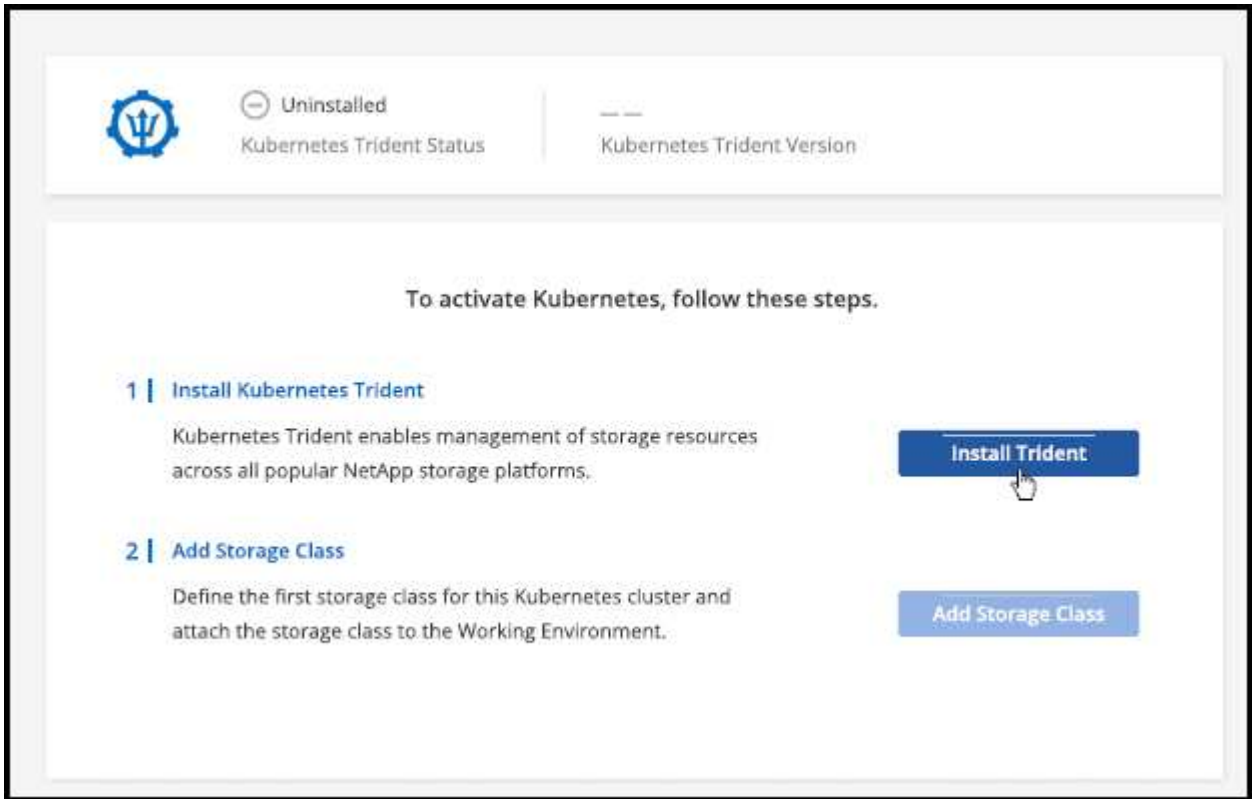 Uninstalled
Kubernetes Trident Status
— —
Kubernetes Trident Version
To activate Kubernetes, follow these steps.
1 | Install Kubernetes Trident
Kubernetes Trident enables management of storage resources
across all popular NetApp storage platforms.
Install Trident
2 | Add Storage Class
Define the first storage class for this Kubernetes cluster and
attach the storage class to the Working Environment.
Add Storage Class